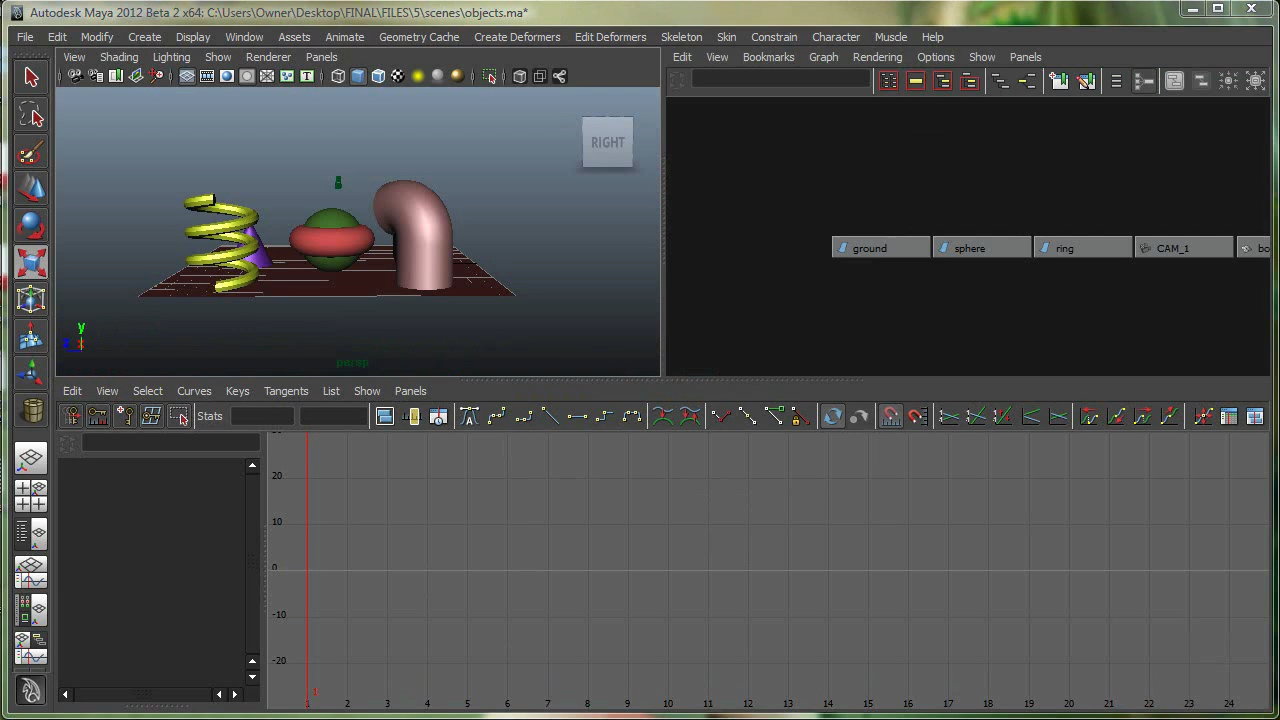 Autodesk Maya 2012 Beta 2 x64: C:\Users\Owner\Desktop\FINAL\FILES\5\scenes\objects.ma*
File Edit Modify Create Display Window Assets Animate Geometry Cache Create Deformers Edit Deformers Skeleton Skin Constrain Character Muscle Help
View Shading Lighting Show Renderer Panels
View Bookmarks Graph Rendering Options Show Panels
RIGHT
ground sphere ring CAM_1 bo
y
z x
persp
Edit View Select Curves Keys Tangents List Show Panels
Stats
20
10
0
-10
-20
1
1 2 3 4 5 6 7 8 9 10 11 12 13 14 15 16 17 18 19 20 21 22 23 24